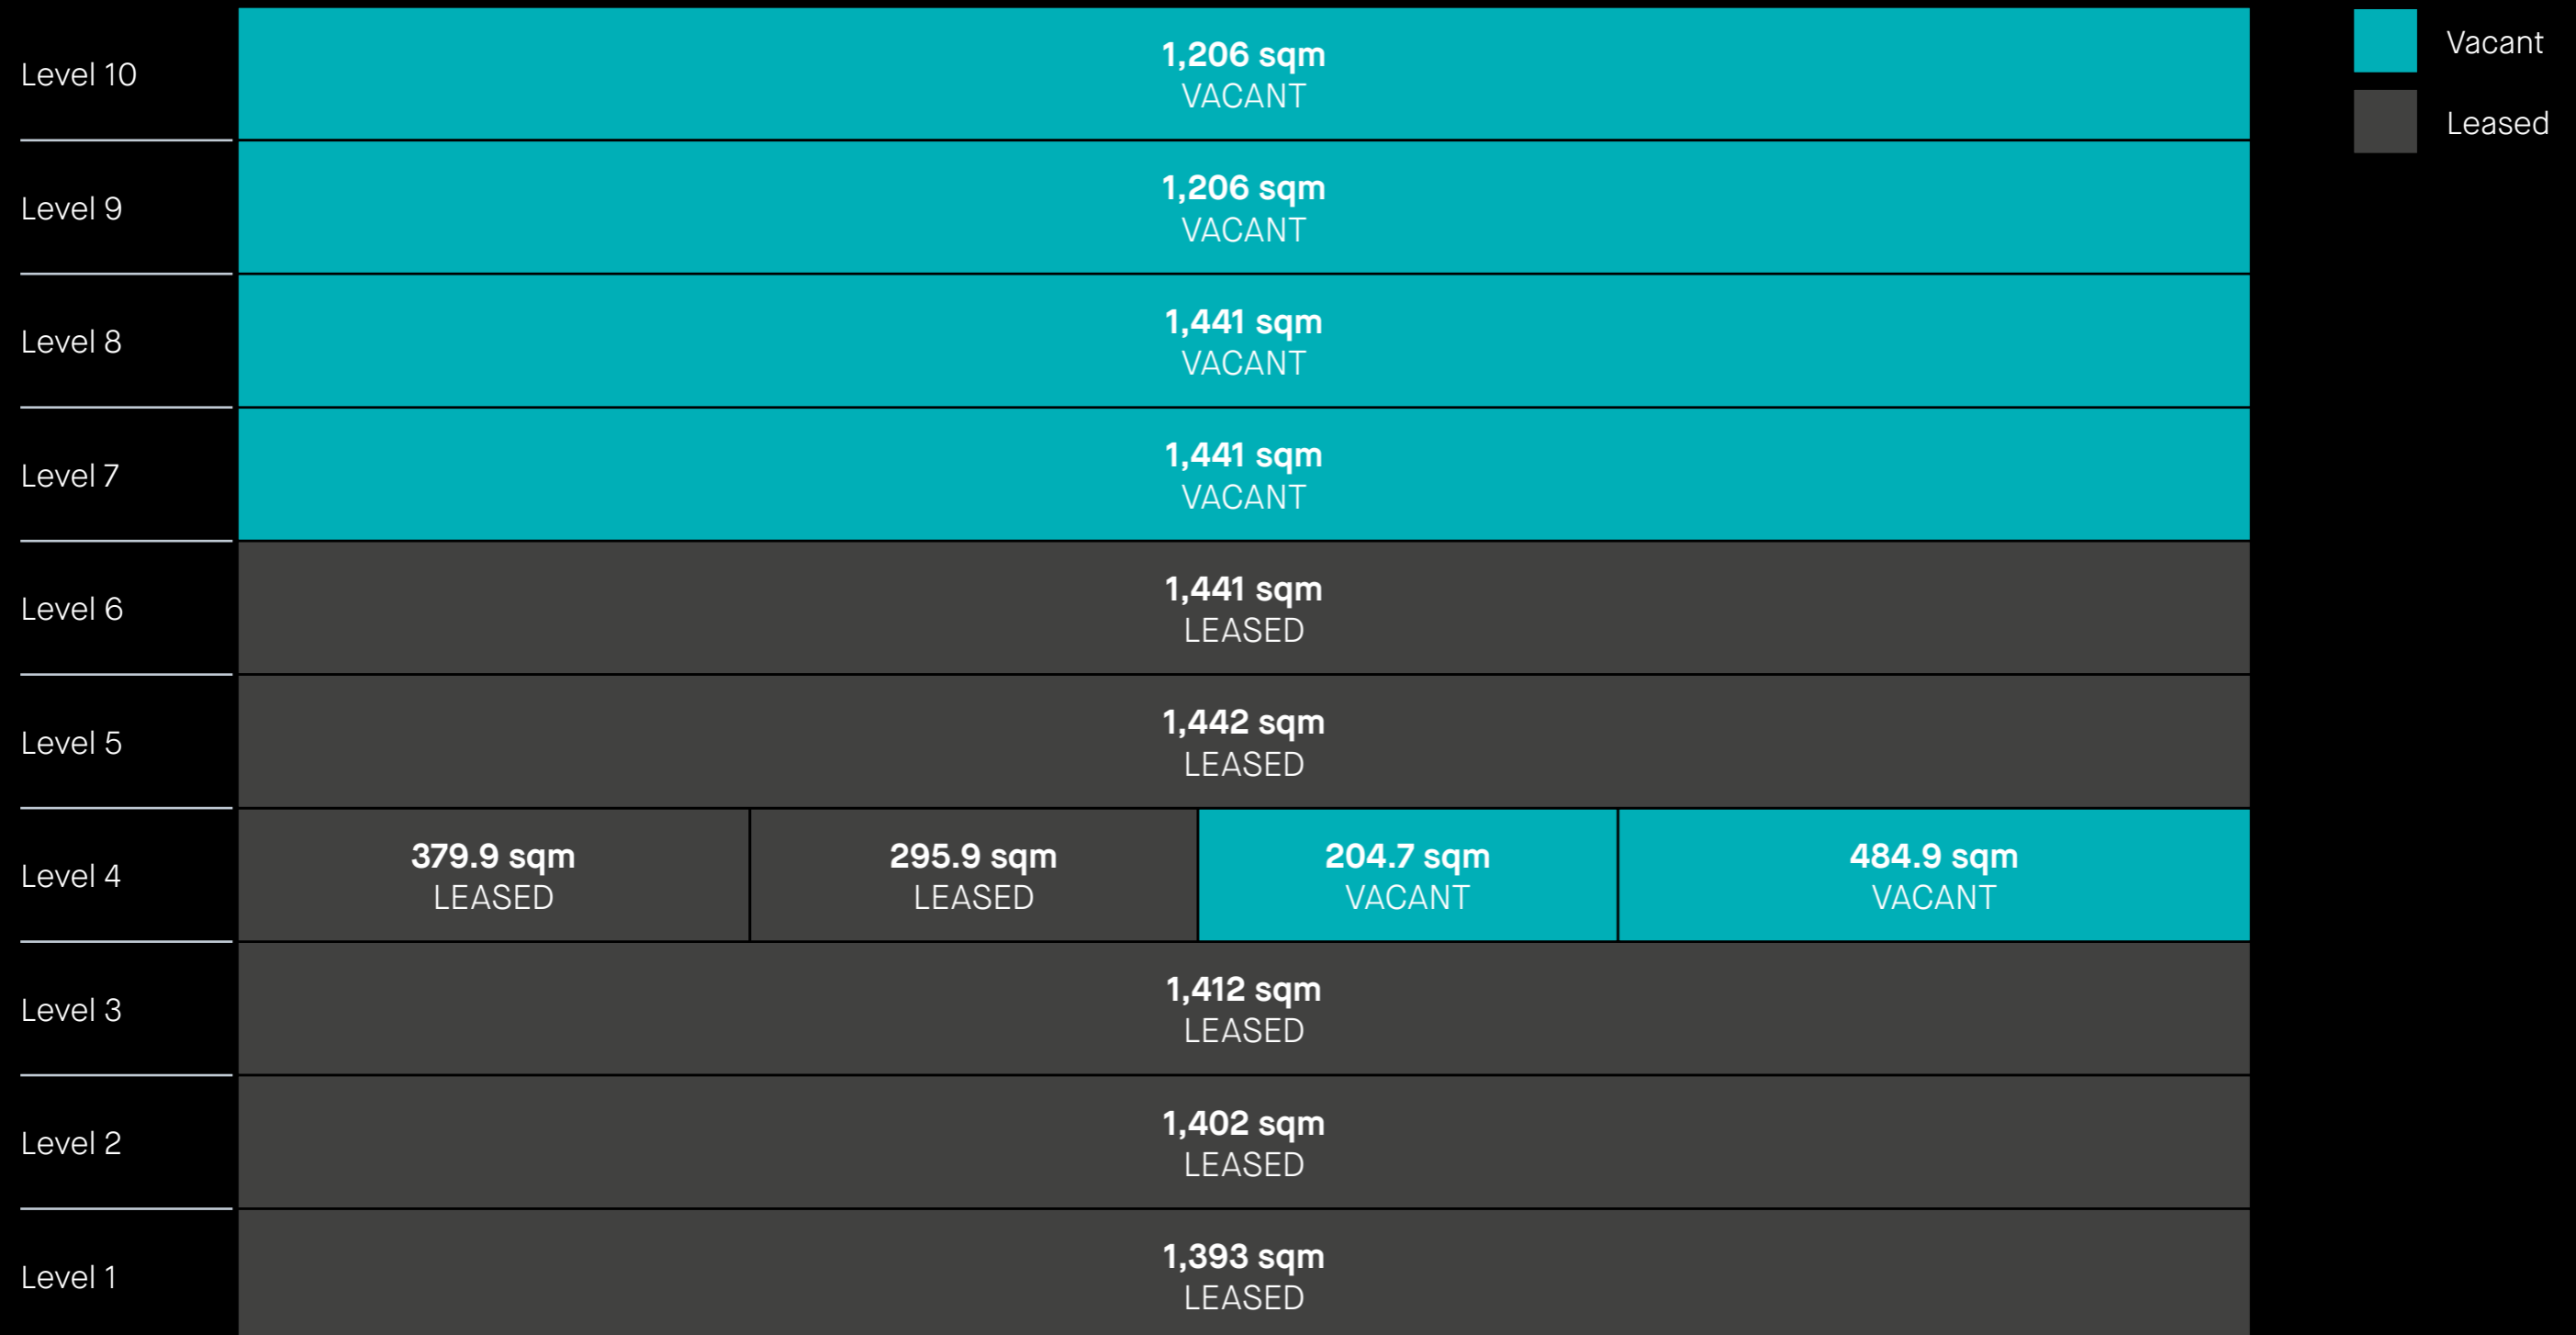 Level 10
1,206 sqm
VACANT
Level 9
1,206 sqm
VACANT
Level 8
1,441 sqm
VACANT
Level 7
1,441 sqm
VACANT
Level 6
1,441 sqm
LEASED
Level 5
1,442 sqm
LEASED
Level 4
379.9 sqm
LEASED
295.9 sqm
LEASED
204.7 sqm
VACANT
484.9 sqm
VACANT
Level 3
1,412 sqm
LEASED
Level 2
1,402 sqm
LEASED
Level 1
1,393 sqm
LEASED
Vacant
Leased